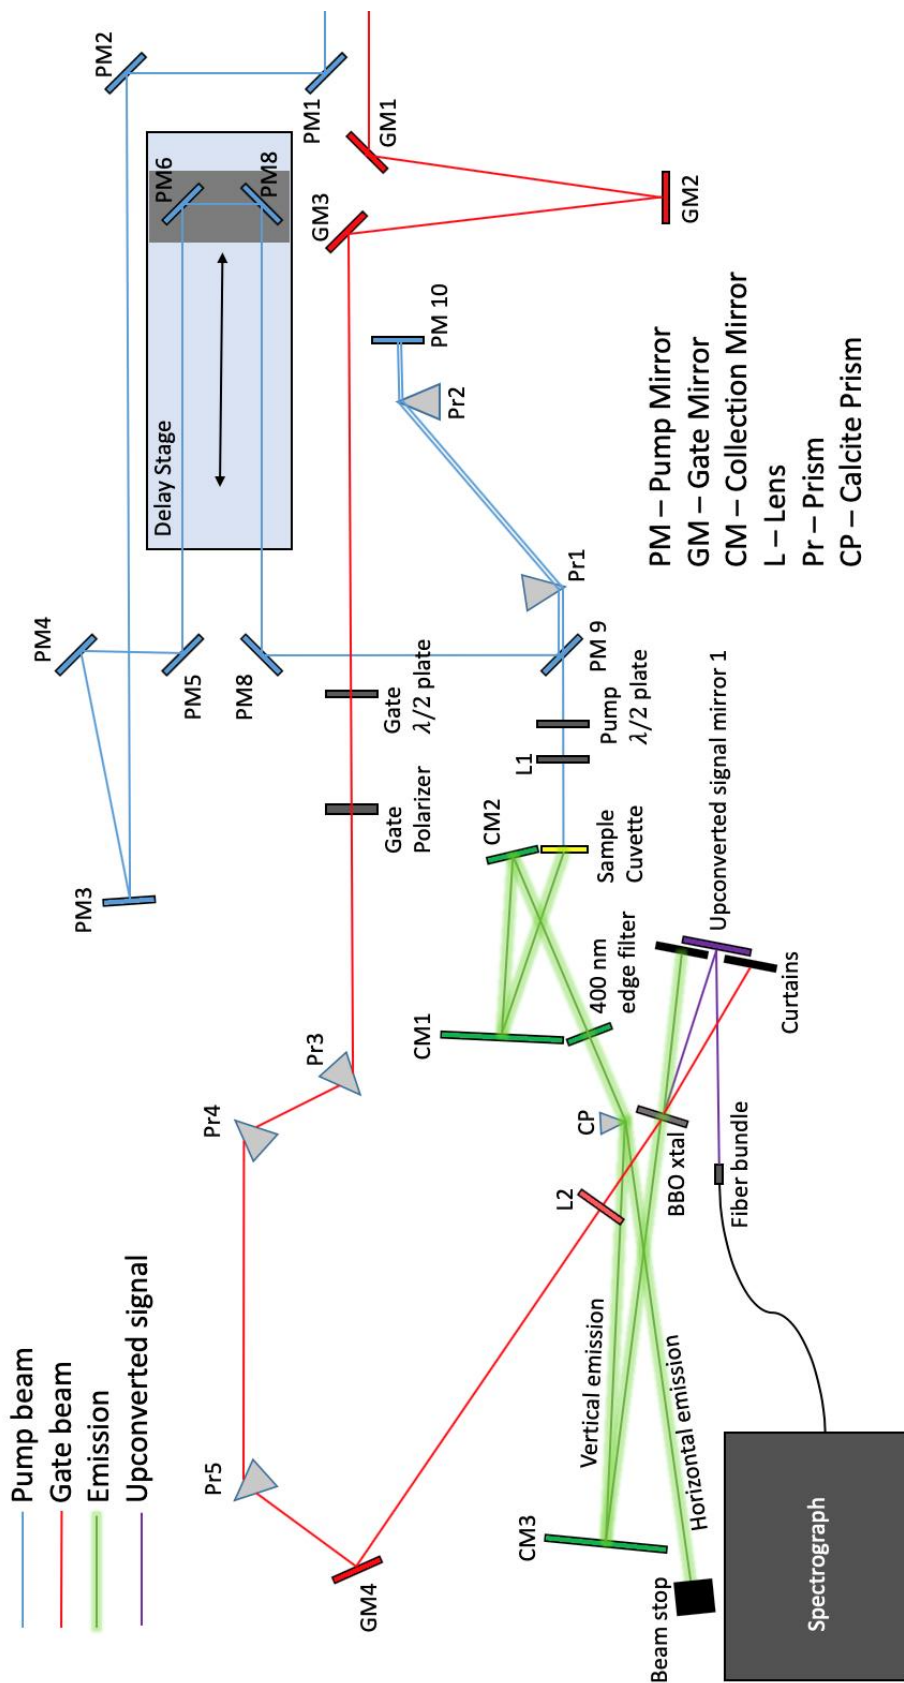 Pump beam
Gate beam
Emission
Upconverted signal
PM2
PM1
PM6
PM8
Delay Stage
GM1
GM2
GM3
PM4
PM5
PM8
PM3
PM 10
Pr2
Pr1
PM 9
Gate
λ/2 plate
Gate
Polarizer
Pump
λ/2 plate
L1
CM2
Sample
Cuvette
CM1
400 nm
edge filter
Upconverted signal mirror 1
Curtains
Pr3
Pr4
Pr5
CP
L2
BBO xtal
Fiber bundle
Vertical emission
Horizontal emission
CM3
GM4
Beam stop
Spectrograph
PM – Pump Mirror
GM – Gate Mirror
CM – Collection Mirror
L – Lens
Pr – Prism
CP – Calcite Prism